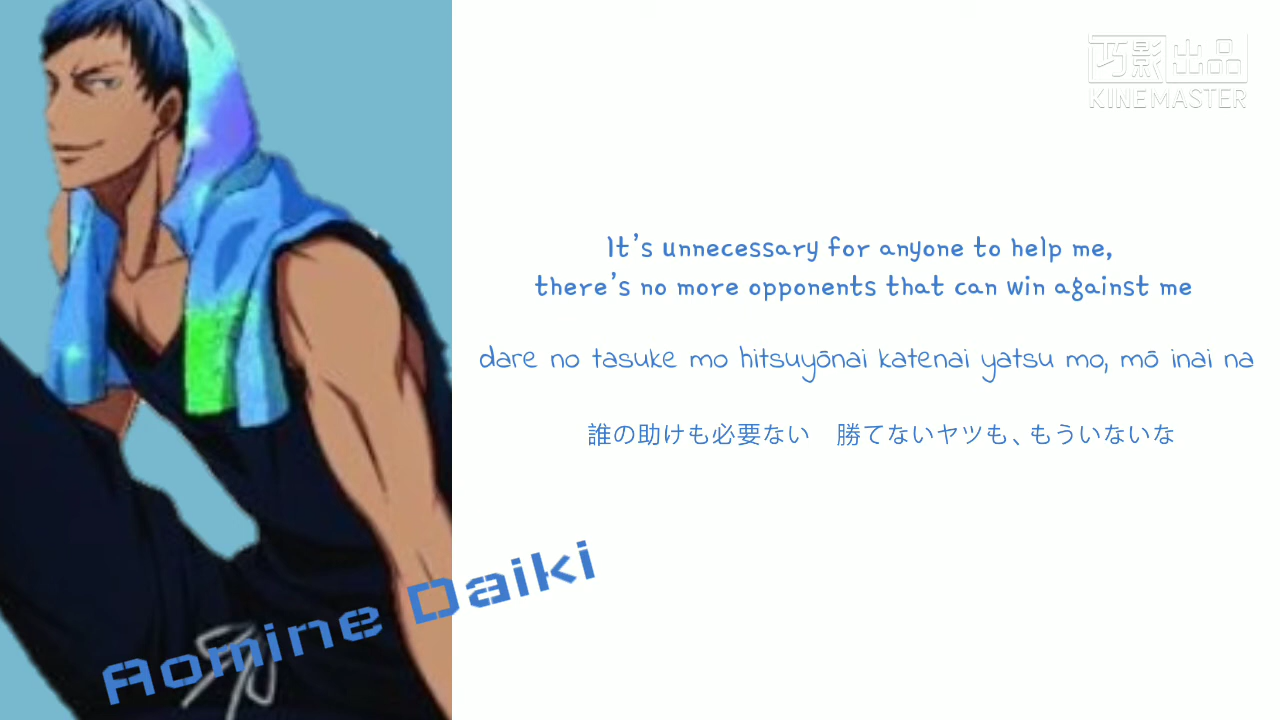 巧影出品
KINEMASTER
It's unnecessary for anyone to help me,
there's no more opponents that can win against me
dare no tasuke mo hitsuyōnai katenai yatsu mo, mō inai na
誰の助けも必要ない　勝てないヤツも、もういないな
Aomine Daiki